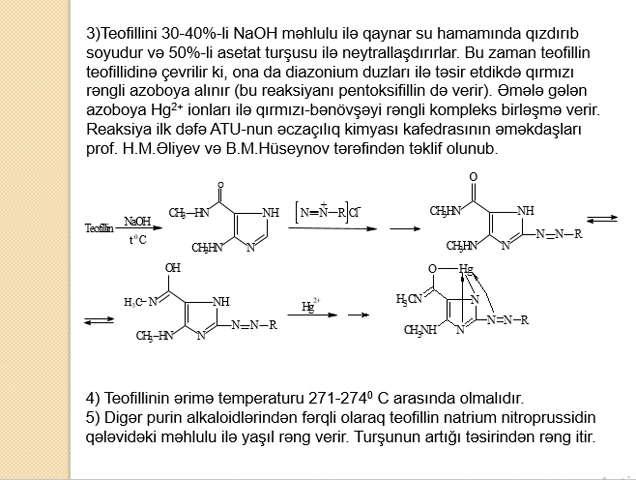 3)Teofillini 30-40%-li NaOH məhlulu ilə qaynar su hamamında qızdırıb
soyudur və 50%-li asetat turşusu ilə neytrallaşdırırlar. Bu zaman teofillin
teofillidinə çevrilir ki, ona da diazonium duzları ilə təsir etdikdə qırmızı
rəngli azoboya alınır (bu reaksiyanı pentoksifillin də verir). Əmələ gələn
azoboya Hg²⁺ ionları ilə qırmızı-bənövşəyi rəngli kompleks birləşmə verir.
Reaksiya ilk dəfə ATU-nun əczaçılıq kimyası kafedrasının əməkdaşları
prof. H.M.Əliyev və B.M.Hüseynov tərəfindən təklif olunub.
Teofillin NaOH t⁰C O CH₃-HN NH CH₃HN N [N≡N⁺-R]Cl⁻ O CH₃HN NH CH₃HN N N=N-R
OH H₃C-N NH CH₃-HN N N=N-R Hg²⁺ O Hg H₃CN N CH₃NH N N=N-R
4) Teofillinin ərimə temperaturu 271-274⁰ C arasında olmalıdır.
5) Digər purin alkaloidlərindən fərqli olaraq teofillin natrium nitroprussidin
qələvidəki məhlulu ilə yaşıl rəng verir. Turşunun artığı təsirindən rəng itir.